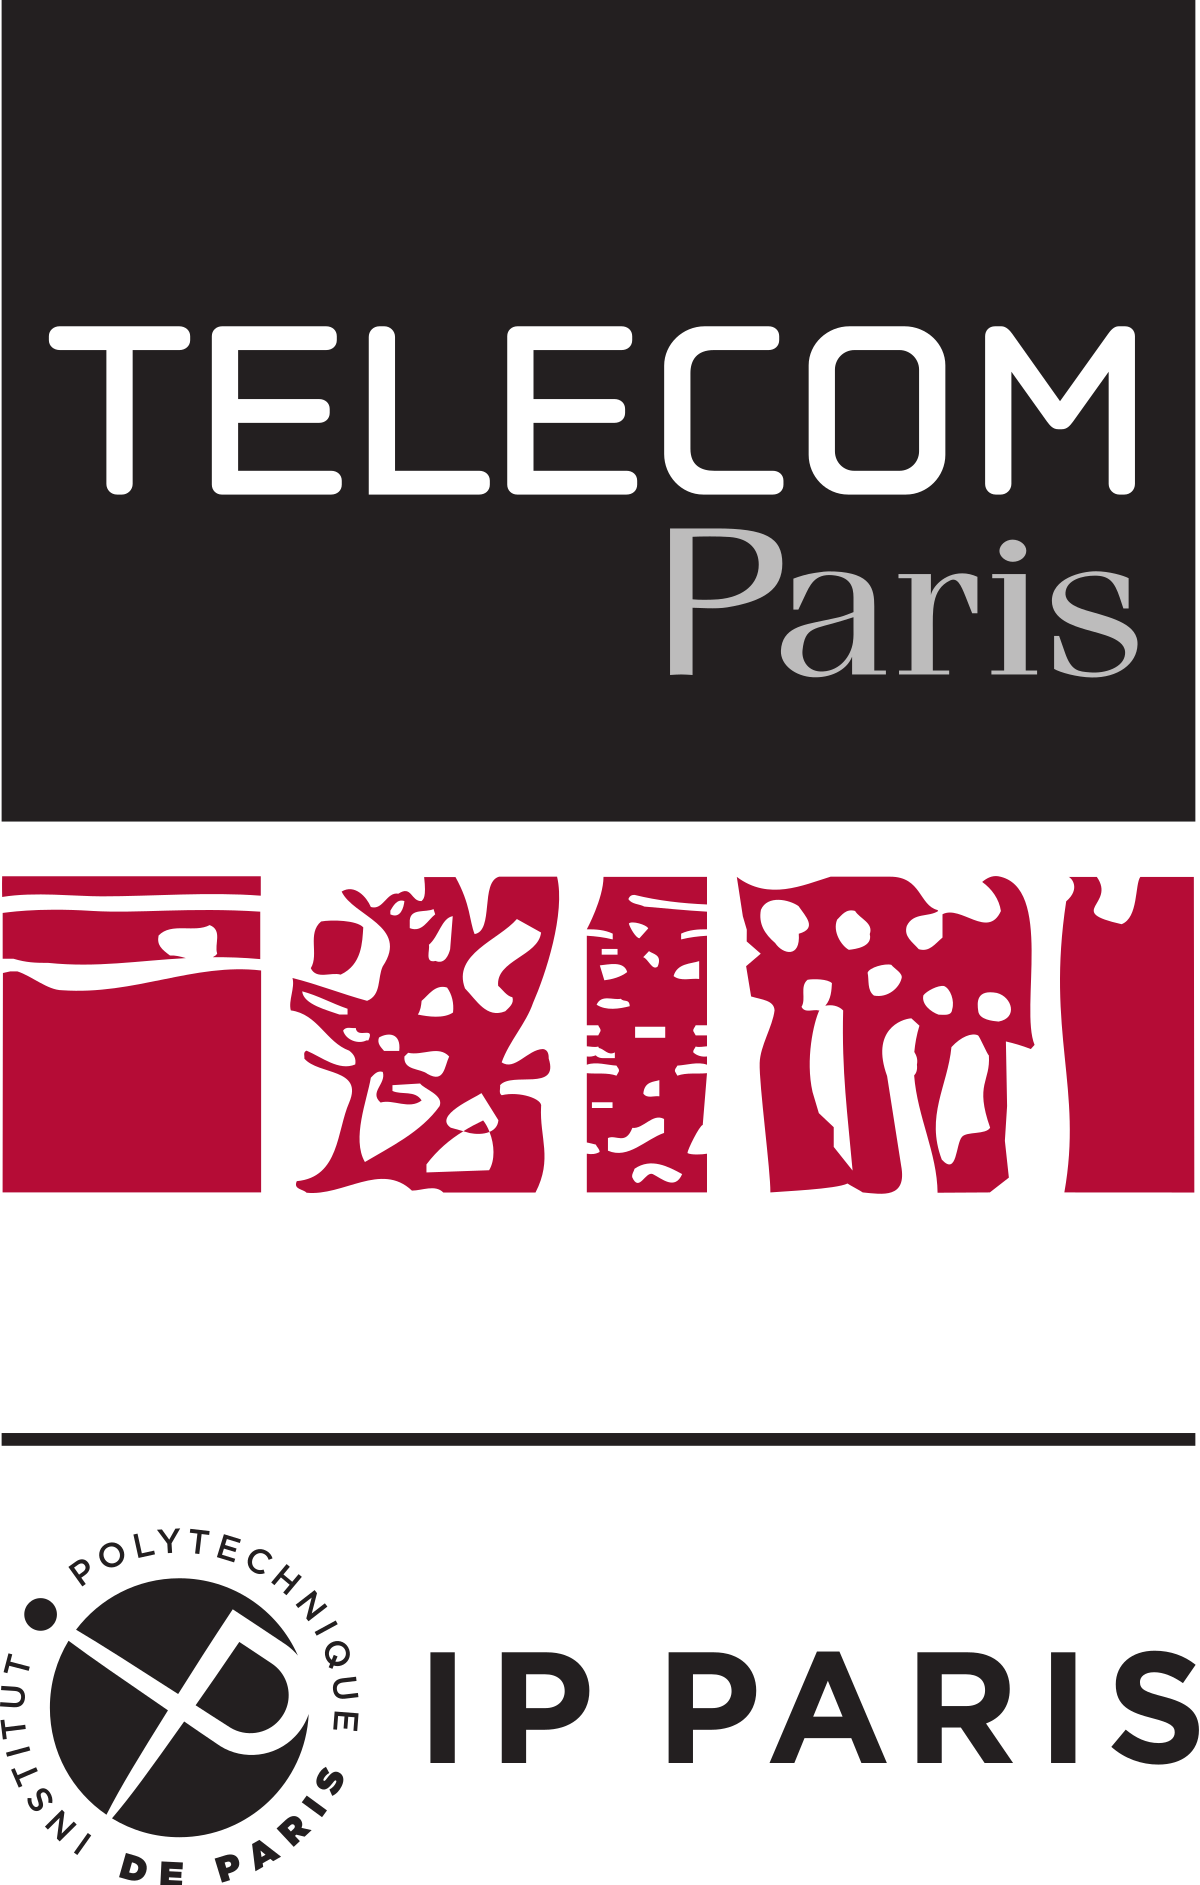 TELECOM
Paris
INSTITUT POLYTECHNIQUE
DE PARIS
IP PARIS